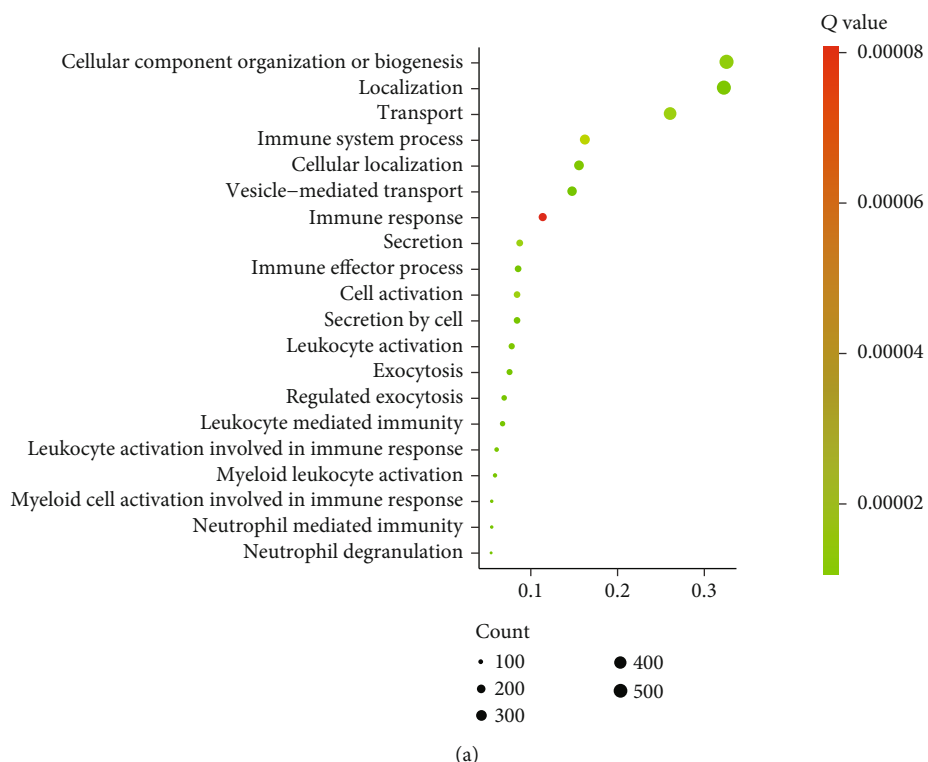 Q value
Cellular component organization or biogenesis
Localization
Transport
Immune system process
Cellular localization
Vesicle−mediated transport
Immune response
Secretion
Immune effector process
Cell activation
Secretion by cell
Leukocyte activation
Exocytosis
Regulated exocytosis
Leukocyte mediated immunity
Leukocyte activation involved in immune response
Myeloid leukocyte activation
Myeloid cell activation involved in immune response
Neutrophil mediated immunity
Neutrophil degranulation
0.00008
0.00006
0.00004
0.00002
0.1 0.2 0.3
Count
100 400
200 500
300
(a)